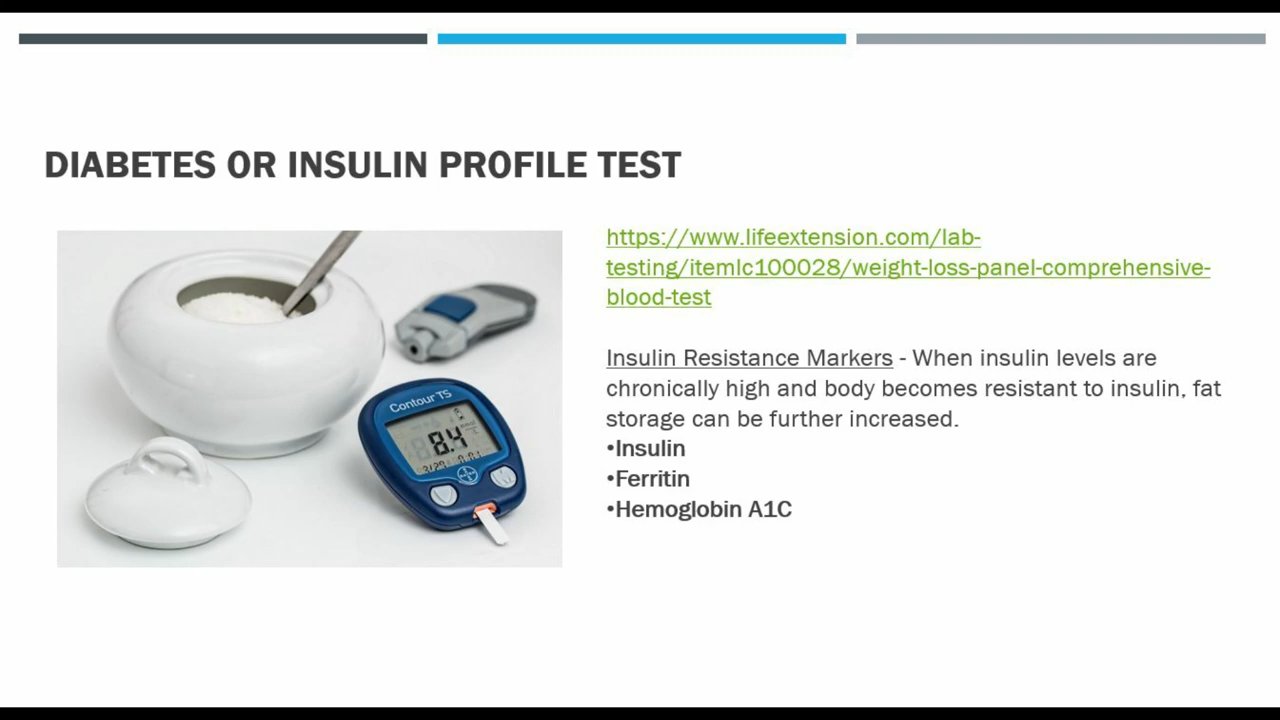 DIABETES OR INSULIN PROFILE TEST
https://www.lifeextension.com/lab-
testing/itemlc100028/weight-loss-panel-comprehensive-
blood-test
Insulin Resistance Markers - When insulin levels are
chronically high and body becomes resistant to insulin, fat
storage can be further increased.
•Insulin
•Ferritin
•Hemoglobin A1C
Contour TS
8.4